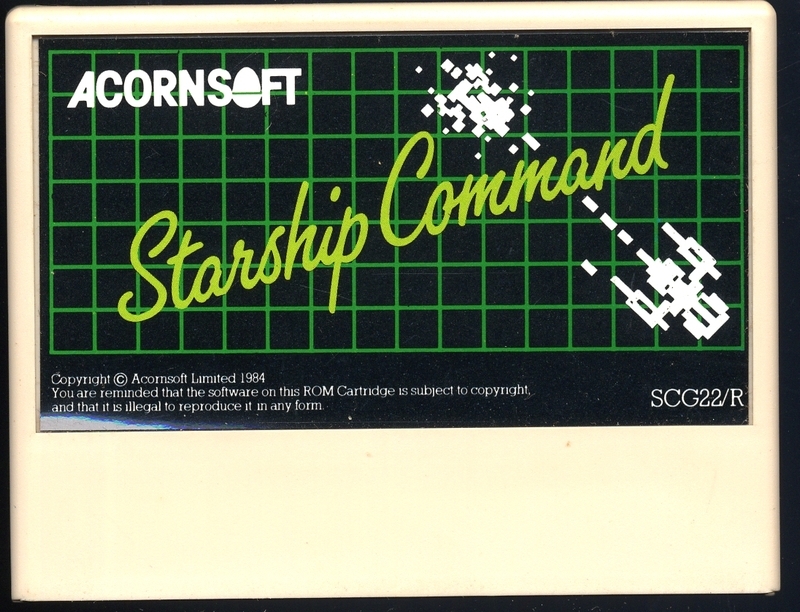 ACORNSOFT
Starship Command
Copyright © Acornsoft Limited 1984
You are reminded that the software on this ROM Cartridge is subject to copyright,
and that it is illegal to reproduce it in any form.
SCG22/R